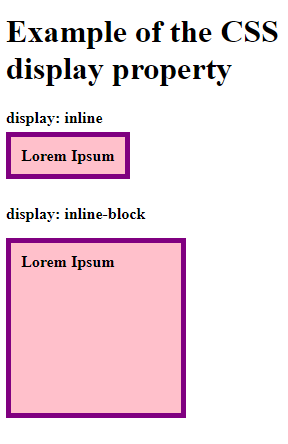 Example of the CSS
display property
display: inline
Lorem Ipsum
display: inline-block
Lorem Ipsum